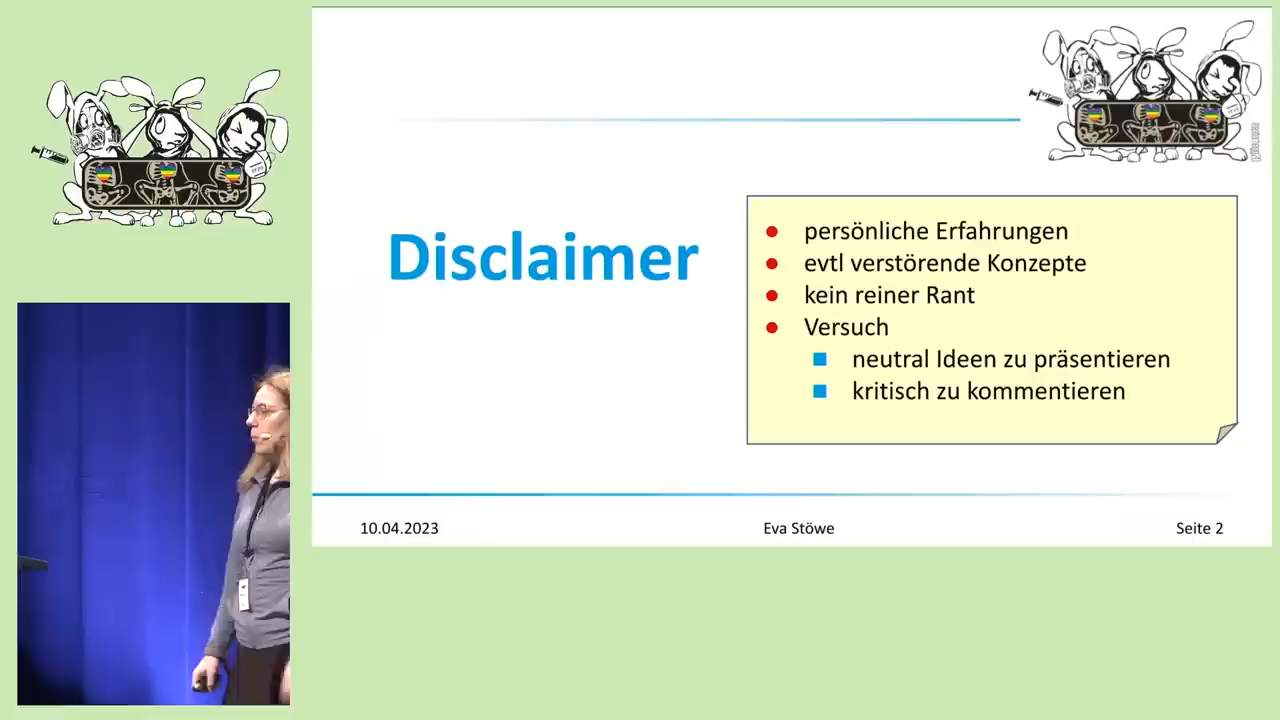 Disclaimer
persönliche Erfahrungen
evtl verstörende Konzepte
kein reiner Rant
Versuch
neutral Ideen zu präsentieren
kritisch zu kommentieren
10.04.2023
Eva Stöwe
Seite 2